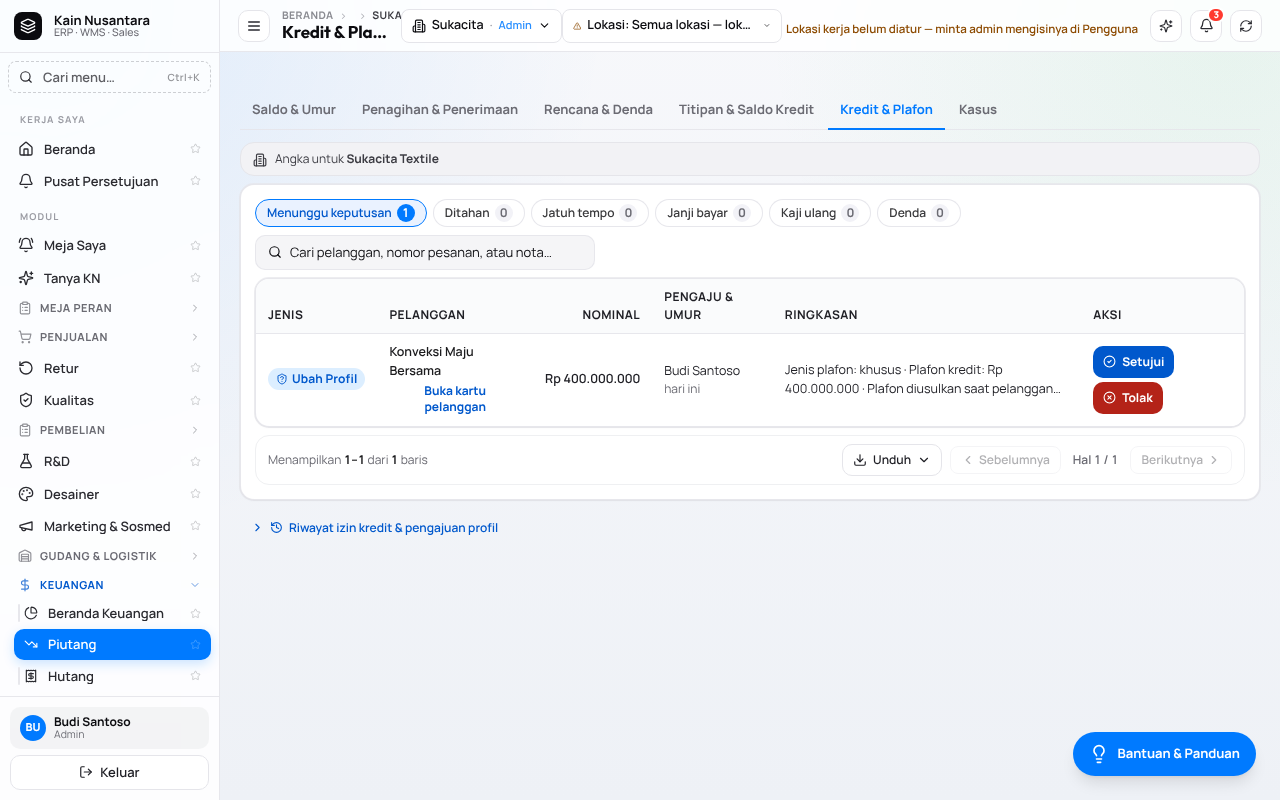 Kain Nusantara
ERP · WMS · Sales
Cari menu...
Ctrl+K
KERJA SAYA
Beranda
Pusat Persetujuan
MODUL
Meja Saya
Tanya KN
MEJA PERAN
PENJUALAN
Retur
Kualitas
PEMBELIAN
R&D
Desainer
Marketing & Sosmed
GUDANG & LOGISTIK
KEUANGAN
Beranda Keuangan
Piutang
Hutang
BU
Budi Santoso
Admin
Keluar
BERANDA > > SUKA
Kredit & Pla...
Sukacita · Admin
Lokasi: Semua lokasi — lok...
Lokasi kerja belum diatur — minta admin mengisinya di Pengguna
3
Saldo & Umur
Penagihan & Penerimaan
Rencana & Denda
Titipan & Saldo Kredit
Kredit & Plafon
Kasus
Angka untuk Sukacita Textile
Menunggu keputusan 1
Ditahan 0
Jatuh tempo 0
Janji bayar 0
Kaji ulang 0
Denda 0
Cari pelanggan, nomor pesanan, atau nota...
JENIS
PELANGGAN
NOMINAL
PENGAJU &
UMUR
RINGKASAN
AKSI
Ubah Profil
Konveksi Maju
Bersama
Buka kartu
pelanggan
Rp 400.000.000
Budi Santoso
hari ini
Jenis plafon: khusus · Plafon kredit: Rp
400.000.000 · Plafon diusulkan saat pelanggan...
Setujui
Tolak
Menampilkan 1–1 dari 1 baris
Unduh
Sebelumnya
Hal 1 / 1
Berikutnya
Riwayat izin kredit & pengajuan profil
Bantuan & Panduan